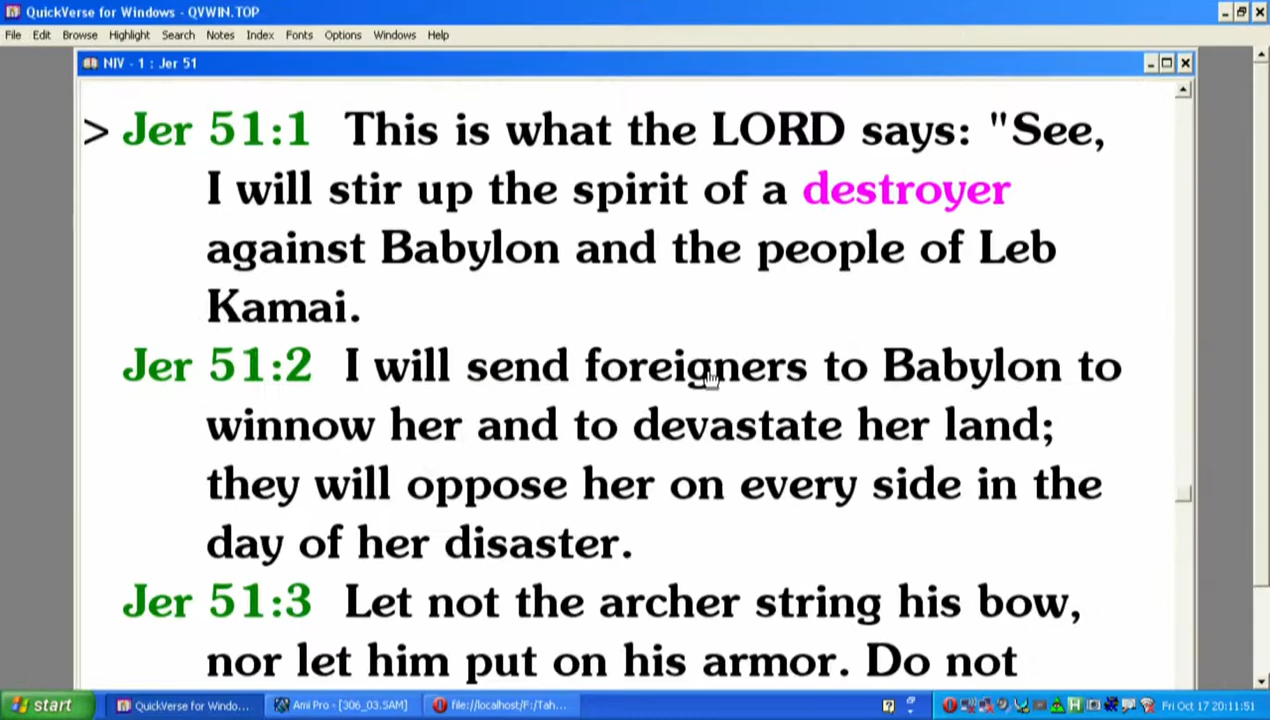 QuickVerse for Windows - QVWIN.TOP
File Edit Browse Highlight Search Notes Index Fonts Options Windows Help
NIV - 1 : Jer 51
> Jer 51:1 This is what the LORD says: "See,
I will stir up the spirit of a destroyer
against Babylon and the people of Leb
Kamai.
Jer 51:2 I will send foreigners to Babylon to
winnow her and to devastate her land;
they will oppose her on every side in the
day of her disaster.
Jer 51:3 Let not the archer string his bow,
nor let him put on his armor. Do not
start QuickVerse for Windo... Ami Pro - [306_03.SAM] file://localhost/F:/Tah... Fri Oct 17 20:11:51